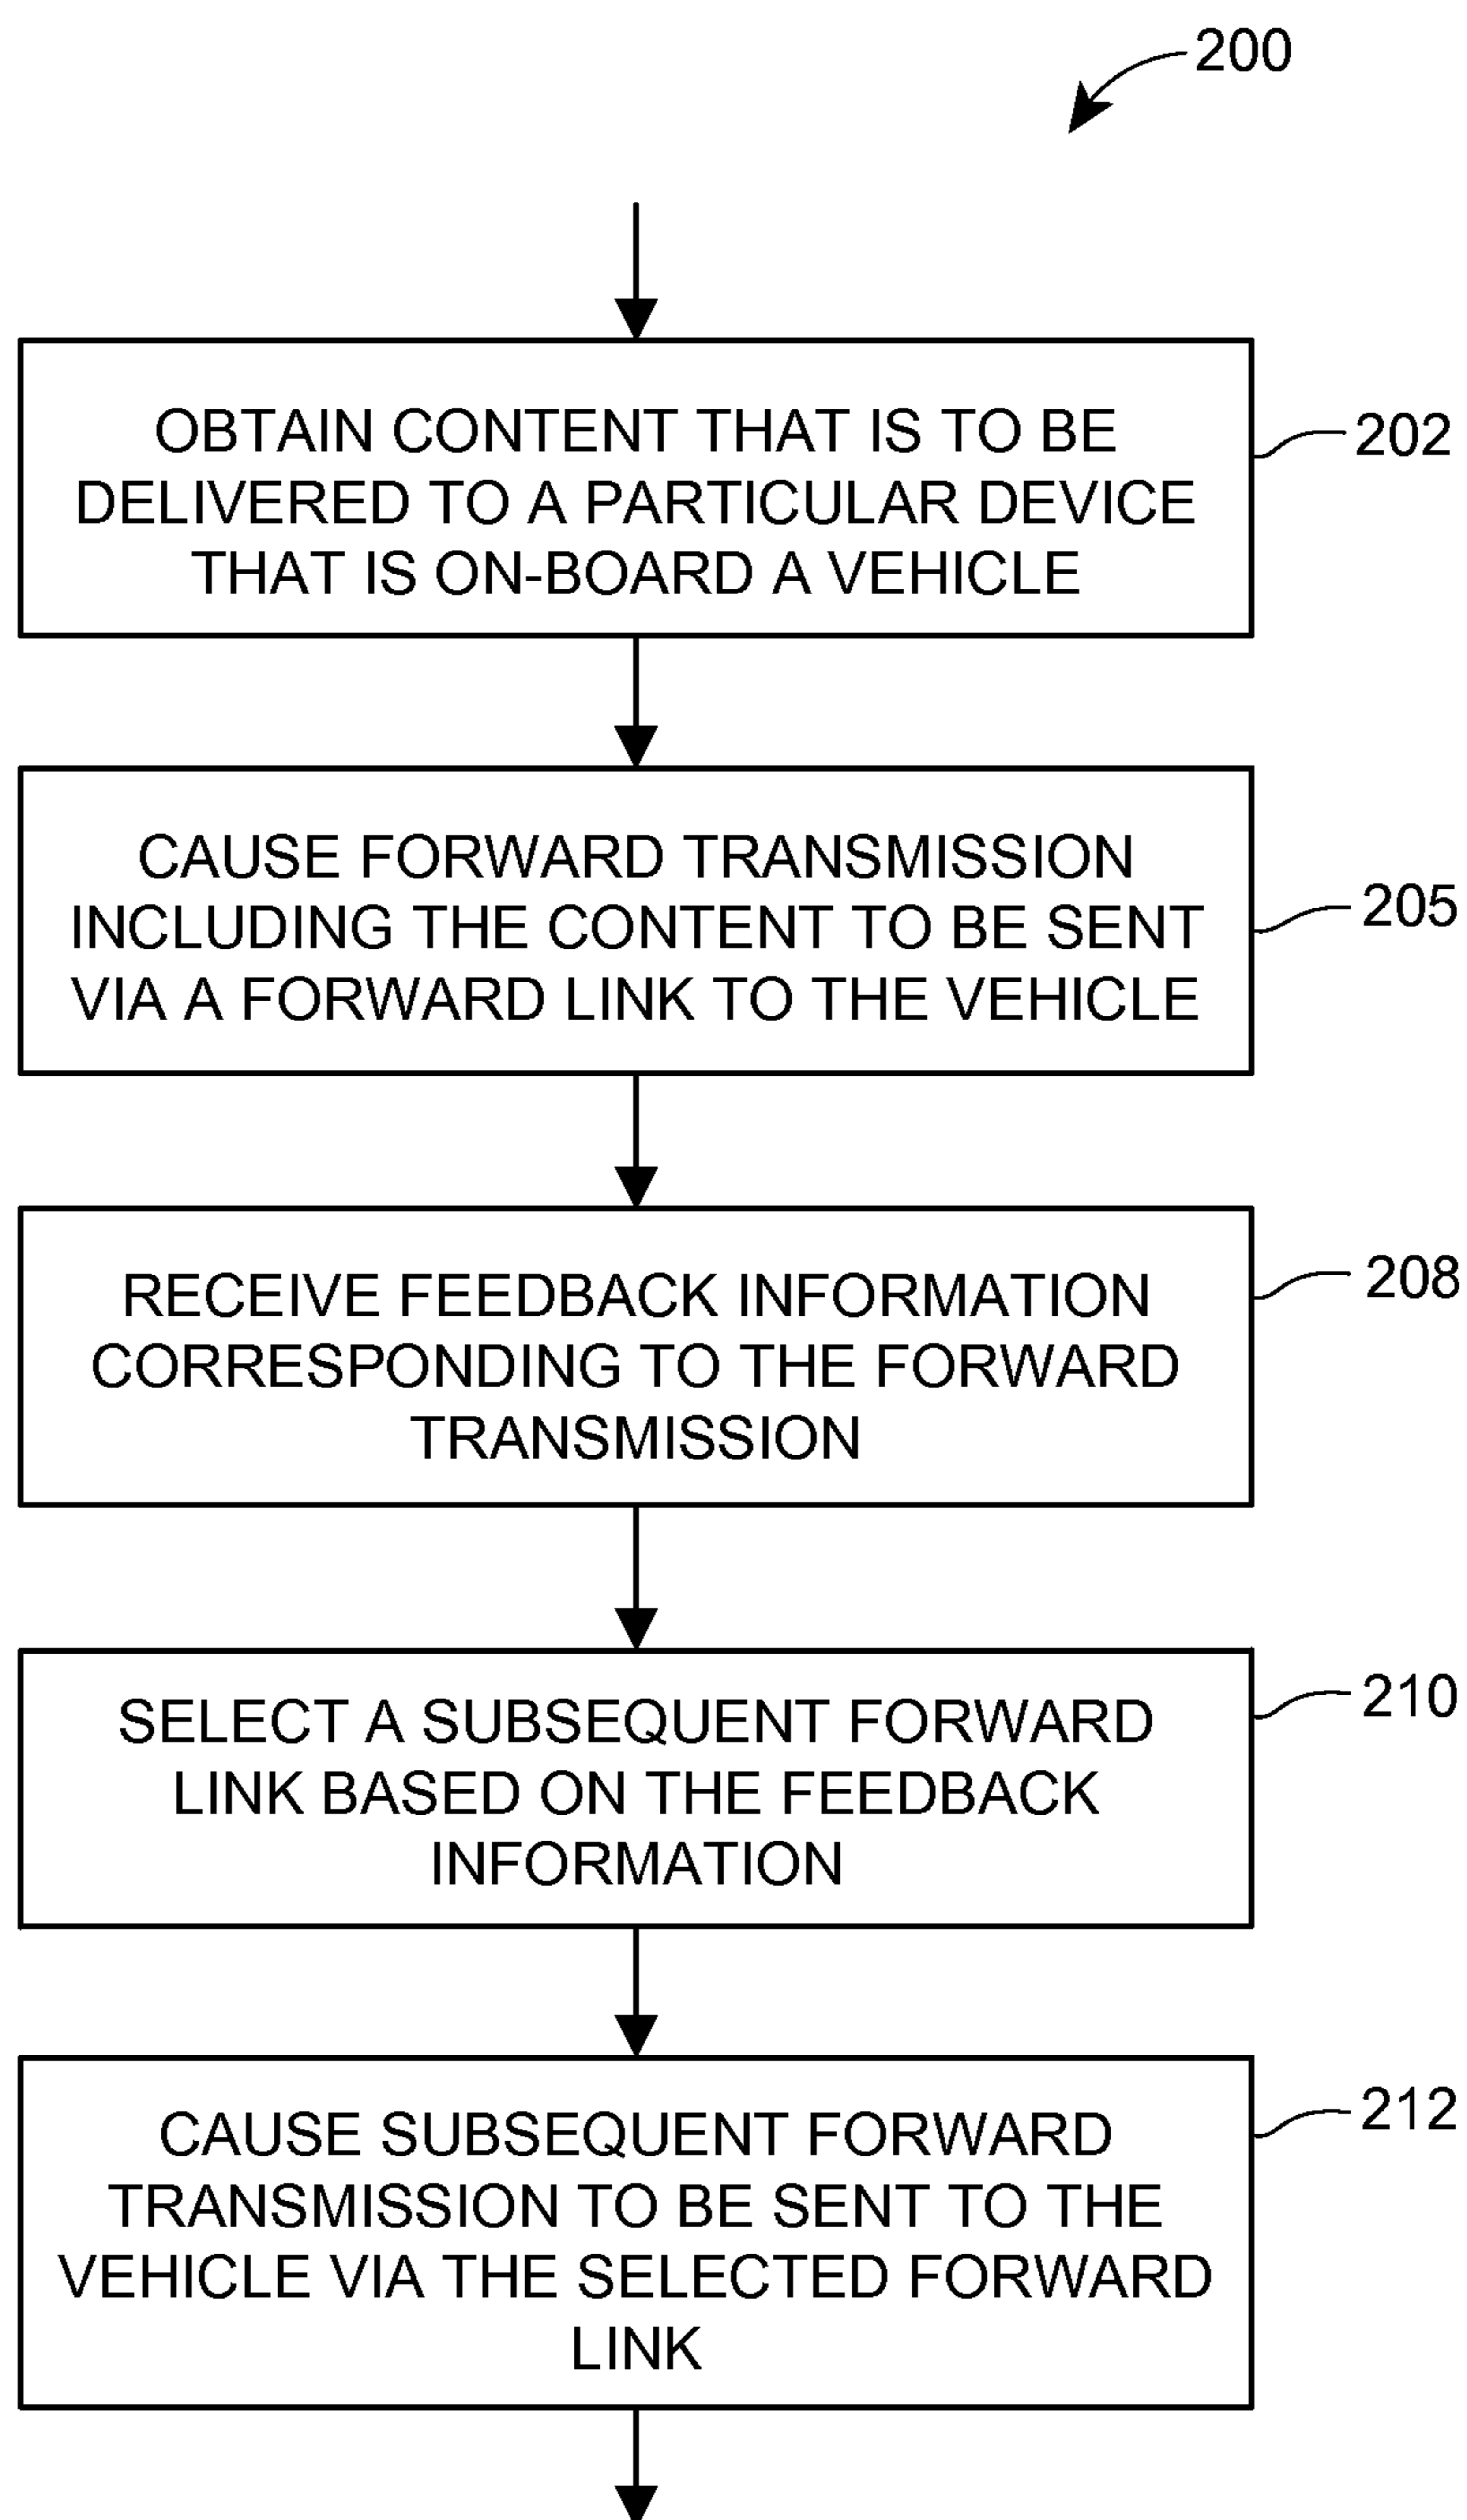 200
OBTAIN CONTENT THAT IS TO BE
DELIVERED TO A PARTICULAR DEVICE
THAT IS ON-BOARD A VEHICLE
202
CAUSE FORWARD TRANSMISSION
INCLUDING THE CONTENT TO BE SENT
VIA A FORWARD LINK TO THE VEHICLE
205
RECEIVE FEEDBACK INFORMATION
CORRESPONDING TO THE FORWARD
TRANSMISSION
208
SELECT A SUBSEQUENT FORWARD
LINK BASED ON THE FEEDBACK
INFORMATION
210
CAUSE SUBSEQUENT FORWARD
TRANSMISSION TO BE SENT TO THE
VEHICLE VIA THE SELECTED FORWARD
LINK
212